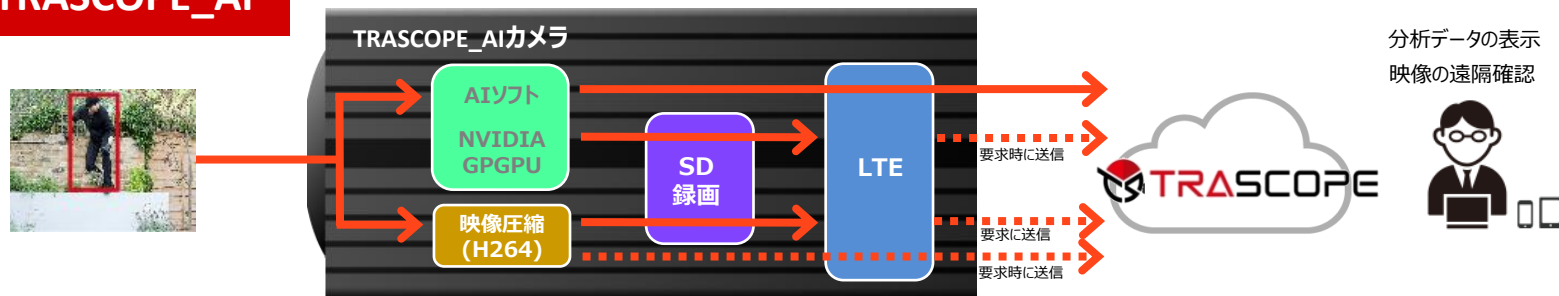 TRASCOPE_AI
TRASCOPE_AIカメラ
AIソフト
NVIDIA
GPGPU
映像圧縮
(H264)
SD
録画
LTE
要求時に送信
要求に送信
要求時に送信
TRASCOPE
分析データの表示
映像の遠隔確認